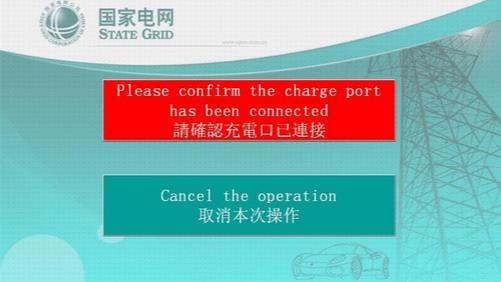 国家电网
STATE GRID
Please confirm the charge port
has been connected
請確認充電口已連接
Cancel the operation
取消本次操作